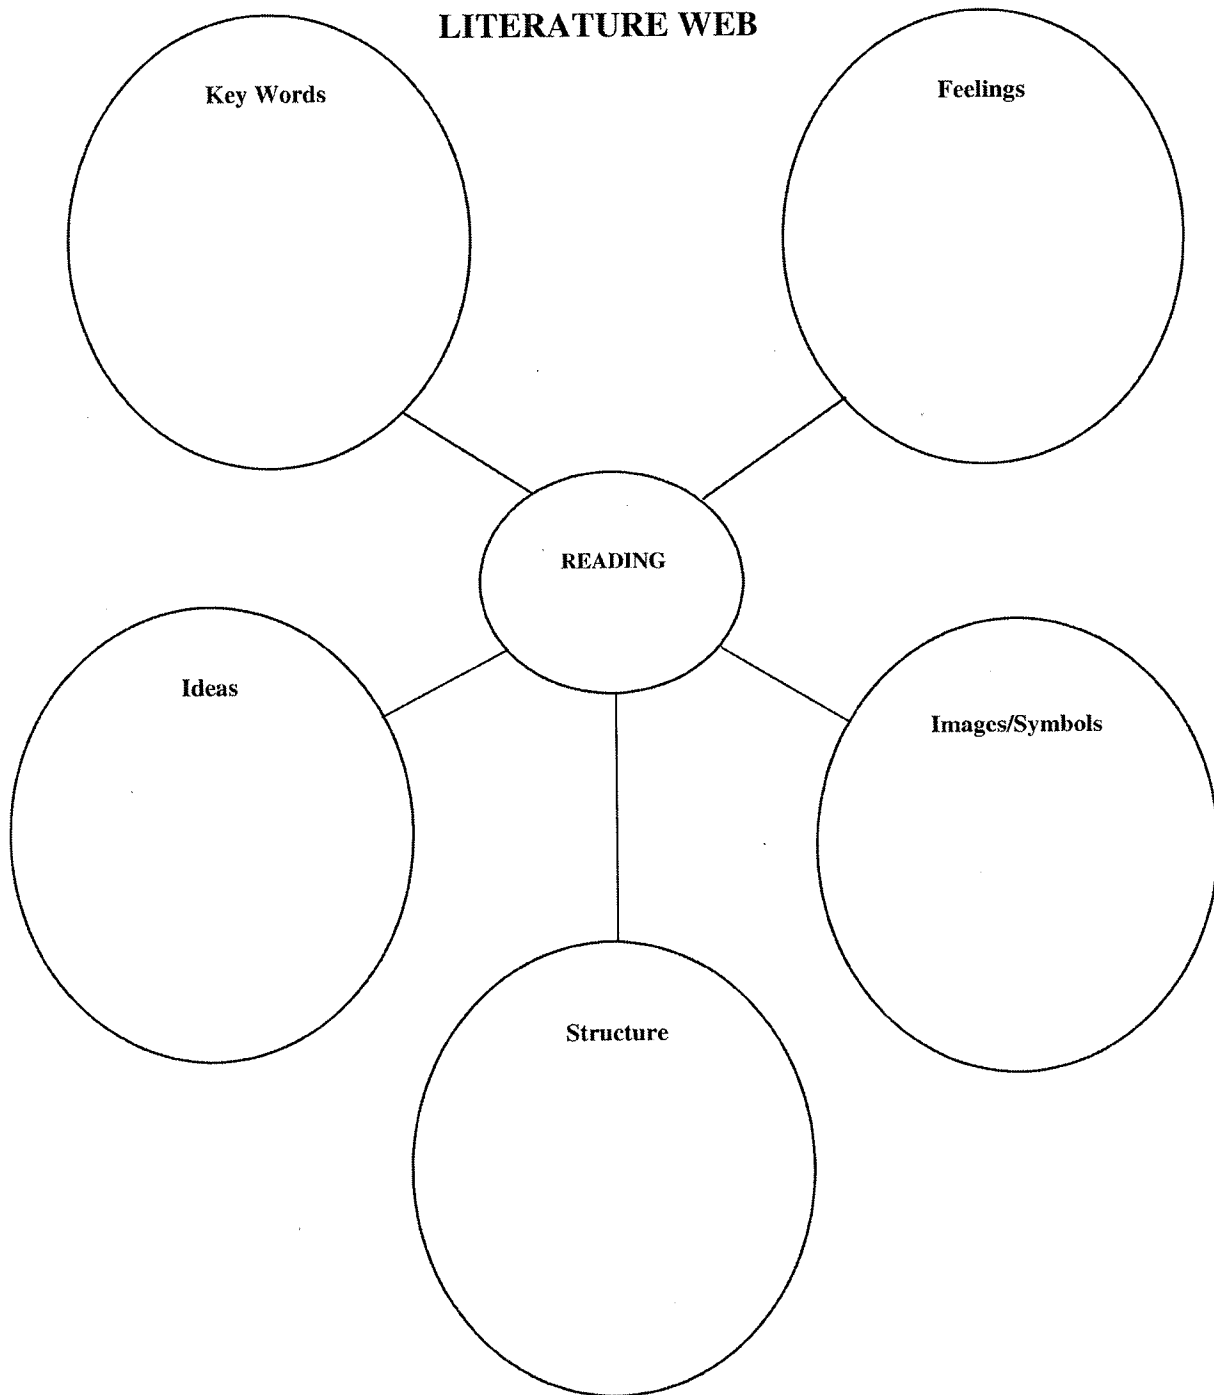 LITERATURE WEB
Key Words
Feelings
READING
Ideas
Images/Symbols
Structure